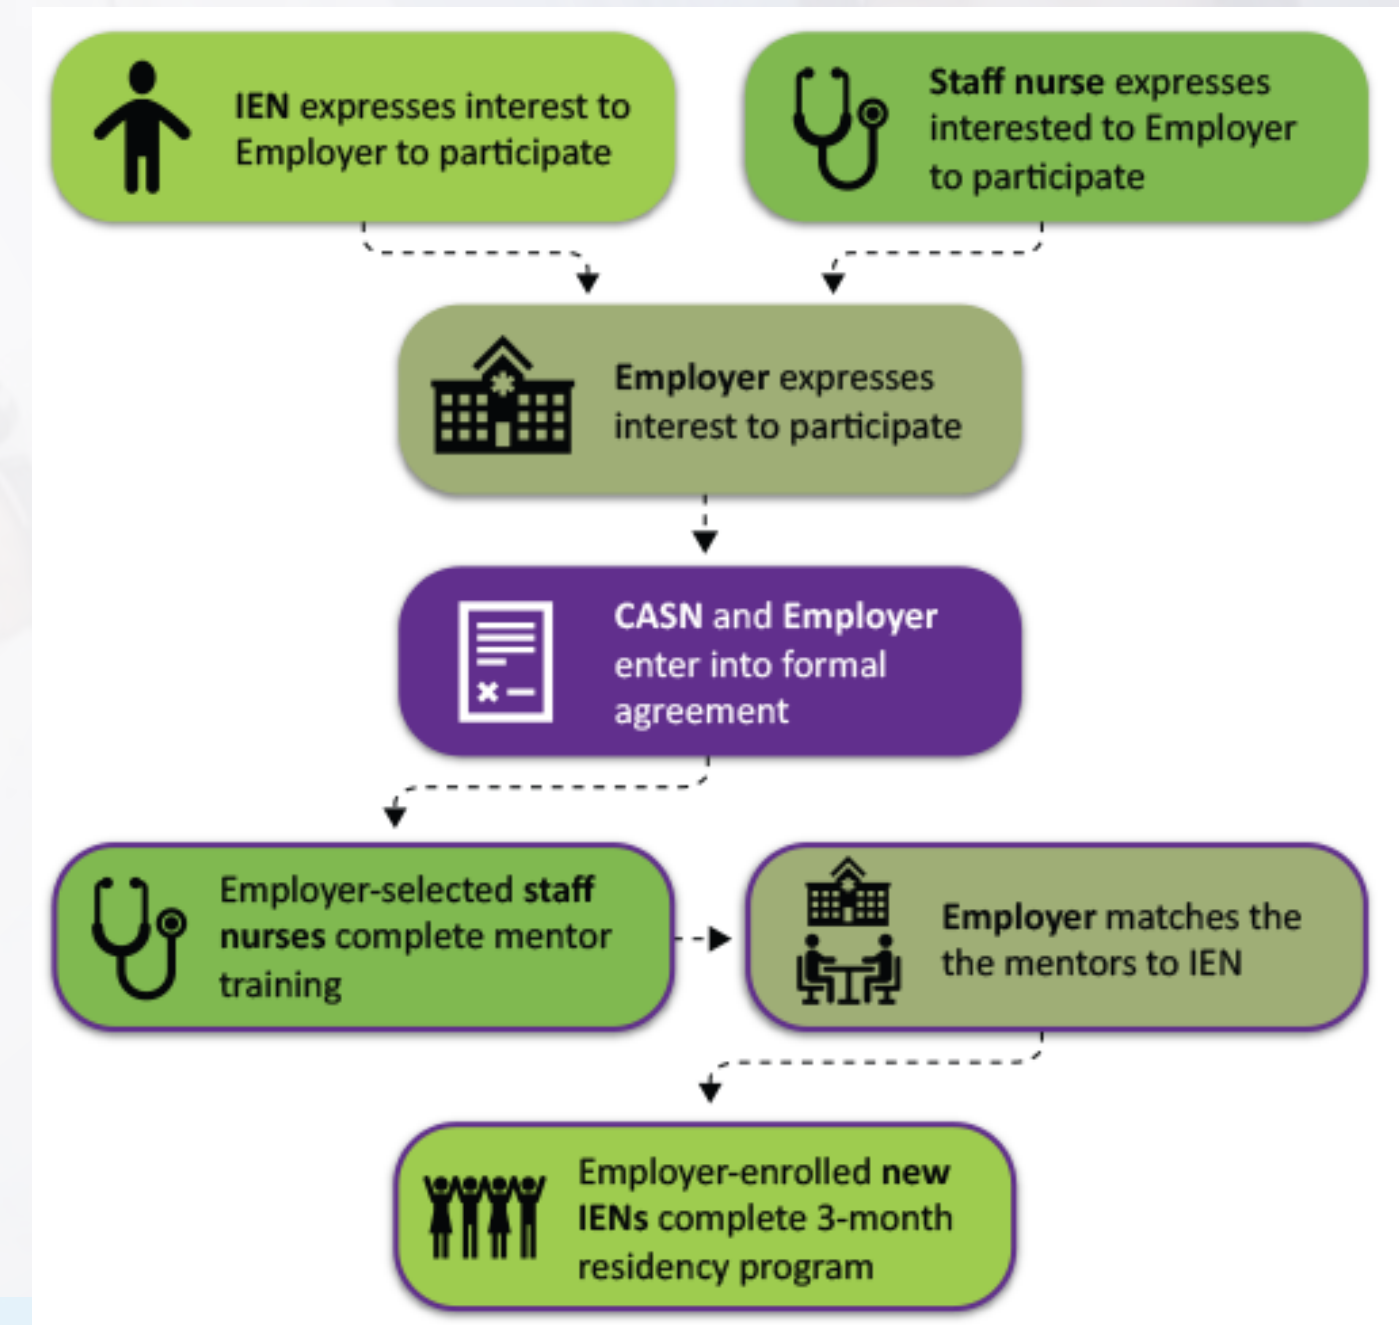 IEN expresses interest to
Employer to participate
Staff nurse expresses
interested to Employer
to participate
Employer expresses
interest to participate
CASN and Employer
enter into formal
agreement
Employer-selected staff
nurses complete mentor
training
Employer matches the
the mentors to IEN
Employer-enrolled new
IENs complete 3-month
residency program